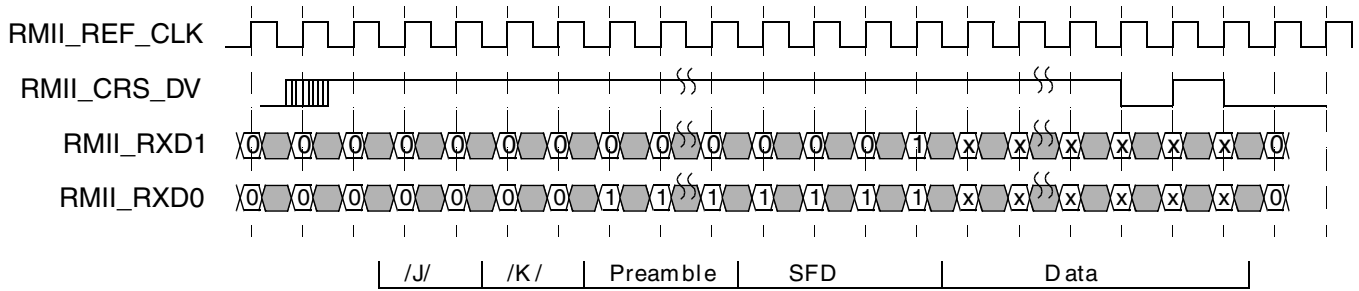 RMII_REF_CLK
RMII_CRS_DV
RMII_RXD1 0 0 0 0 0 0 0 0 0 0 0 0 0 1 x x x x x x 0
RMII_RXD0 0 0 0 0 0 0 0 1 1 1 1 1 1 1 x x x x x x 0
/J/ /K/ Preamble SFD Data